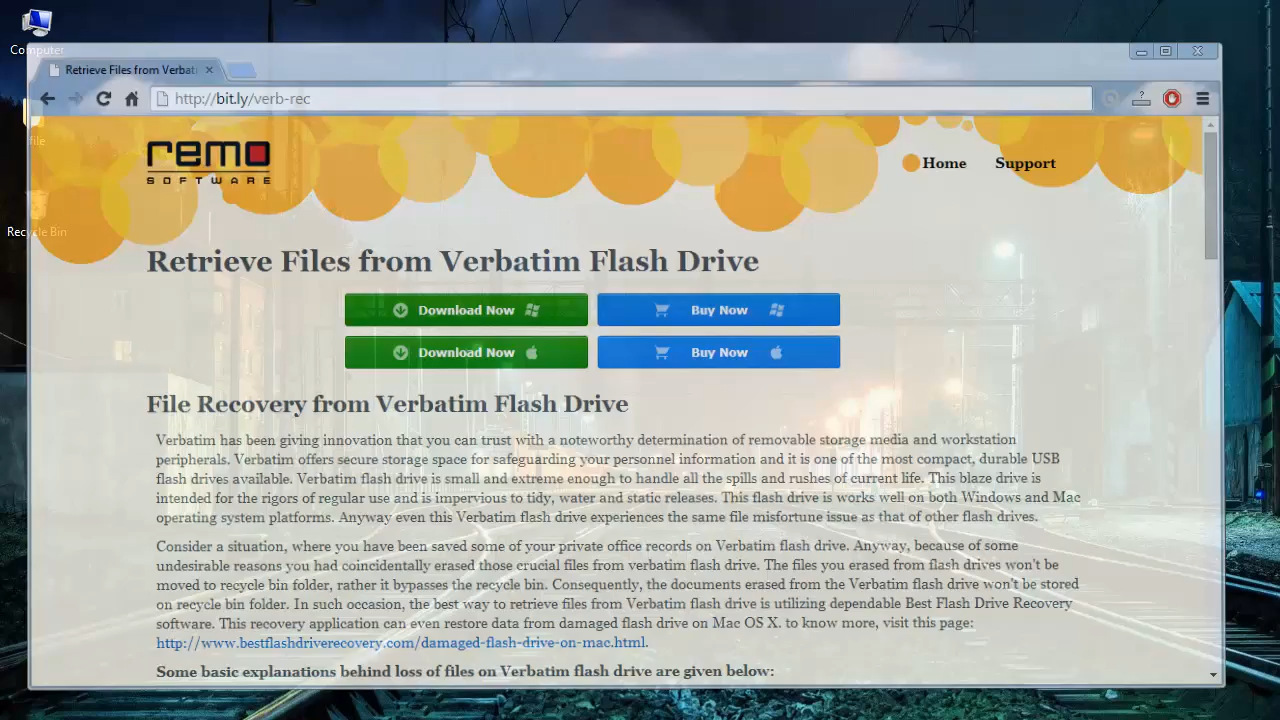 Computer
Retrieve Files from Verbati
http://bit.ly/verb-rec
file
Recycle Bin
remo
SOFTWARE
Home
Support
Retrieve Files from Verbatim Flash Drive
Download Now
Buy Now
Download Now
Buy Now
File Recovery from Verbatim Flash Drive
Verbatim has been giving innovation that you can trust with a noteworthy determination of removable storage media and workstation
peripherals. Verbatim offers secure storage space for safeguarding your personnel information and it is one of the most compact, durable USB
flash drives available. Verbatim flash drive is small and extreme enough to handle all the spills and rushes of current life. This blaze drive is
intended for the rigors of regular use and is impervious to tidy, water and static releases. This flash drive is works well on both Windows and Mac
operating system platforms. Anyway even this Verbatim flash drive experiences the same file misfortune issue as that of other flash drives.
Consider a situation, where you have been saved some of your private office records on Verbatim flash drive. Anyway, because of some
undesirable reasons you had coincidentally erased those crucial files from verbatim flash drive. The files you erased from flash drives won't be
moved to recycle bin folder, rather it bypasses the recycle bin. Consequently, the documents erased from the Verbatim flash drive won't be stored
on recycle bin folder. In such occasion, the best way to retrieve files from Verbatim flash drive is utilizing dependable Best Flash Drive Recovery
software. This recovery application can even restore data from damaged flash drive on Mac OS X. to know more, visit this page:
http://www.bestflashdriverecovery.com/damaged-flash-drive-on-mac.html.
Some basic explanations behind loss of files on Verbatim flash drive are given below: